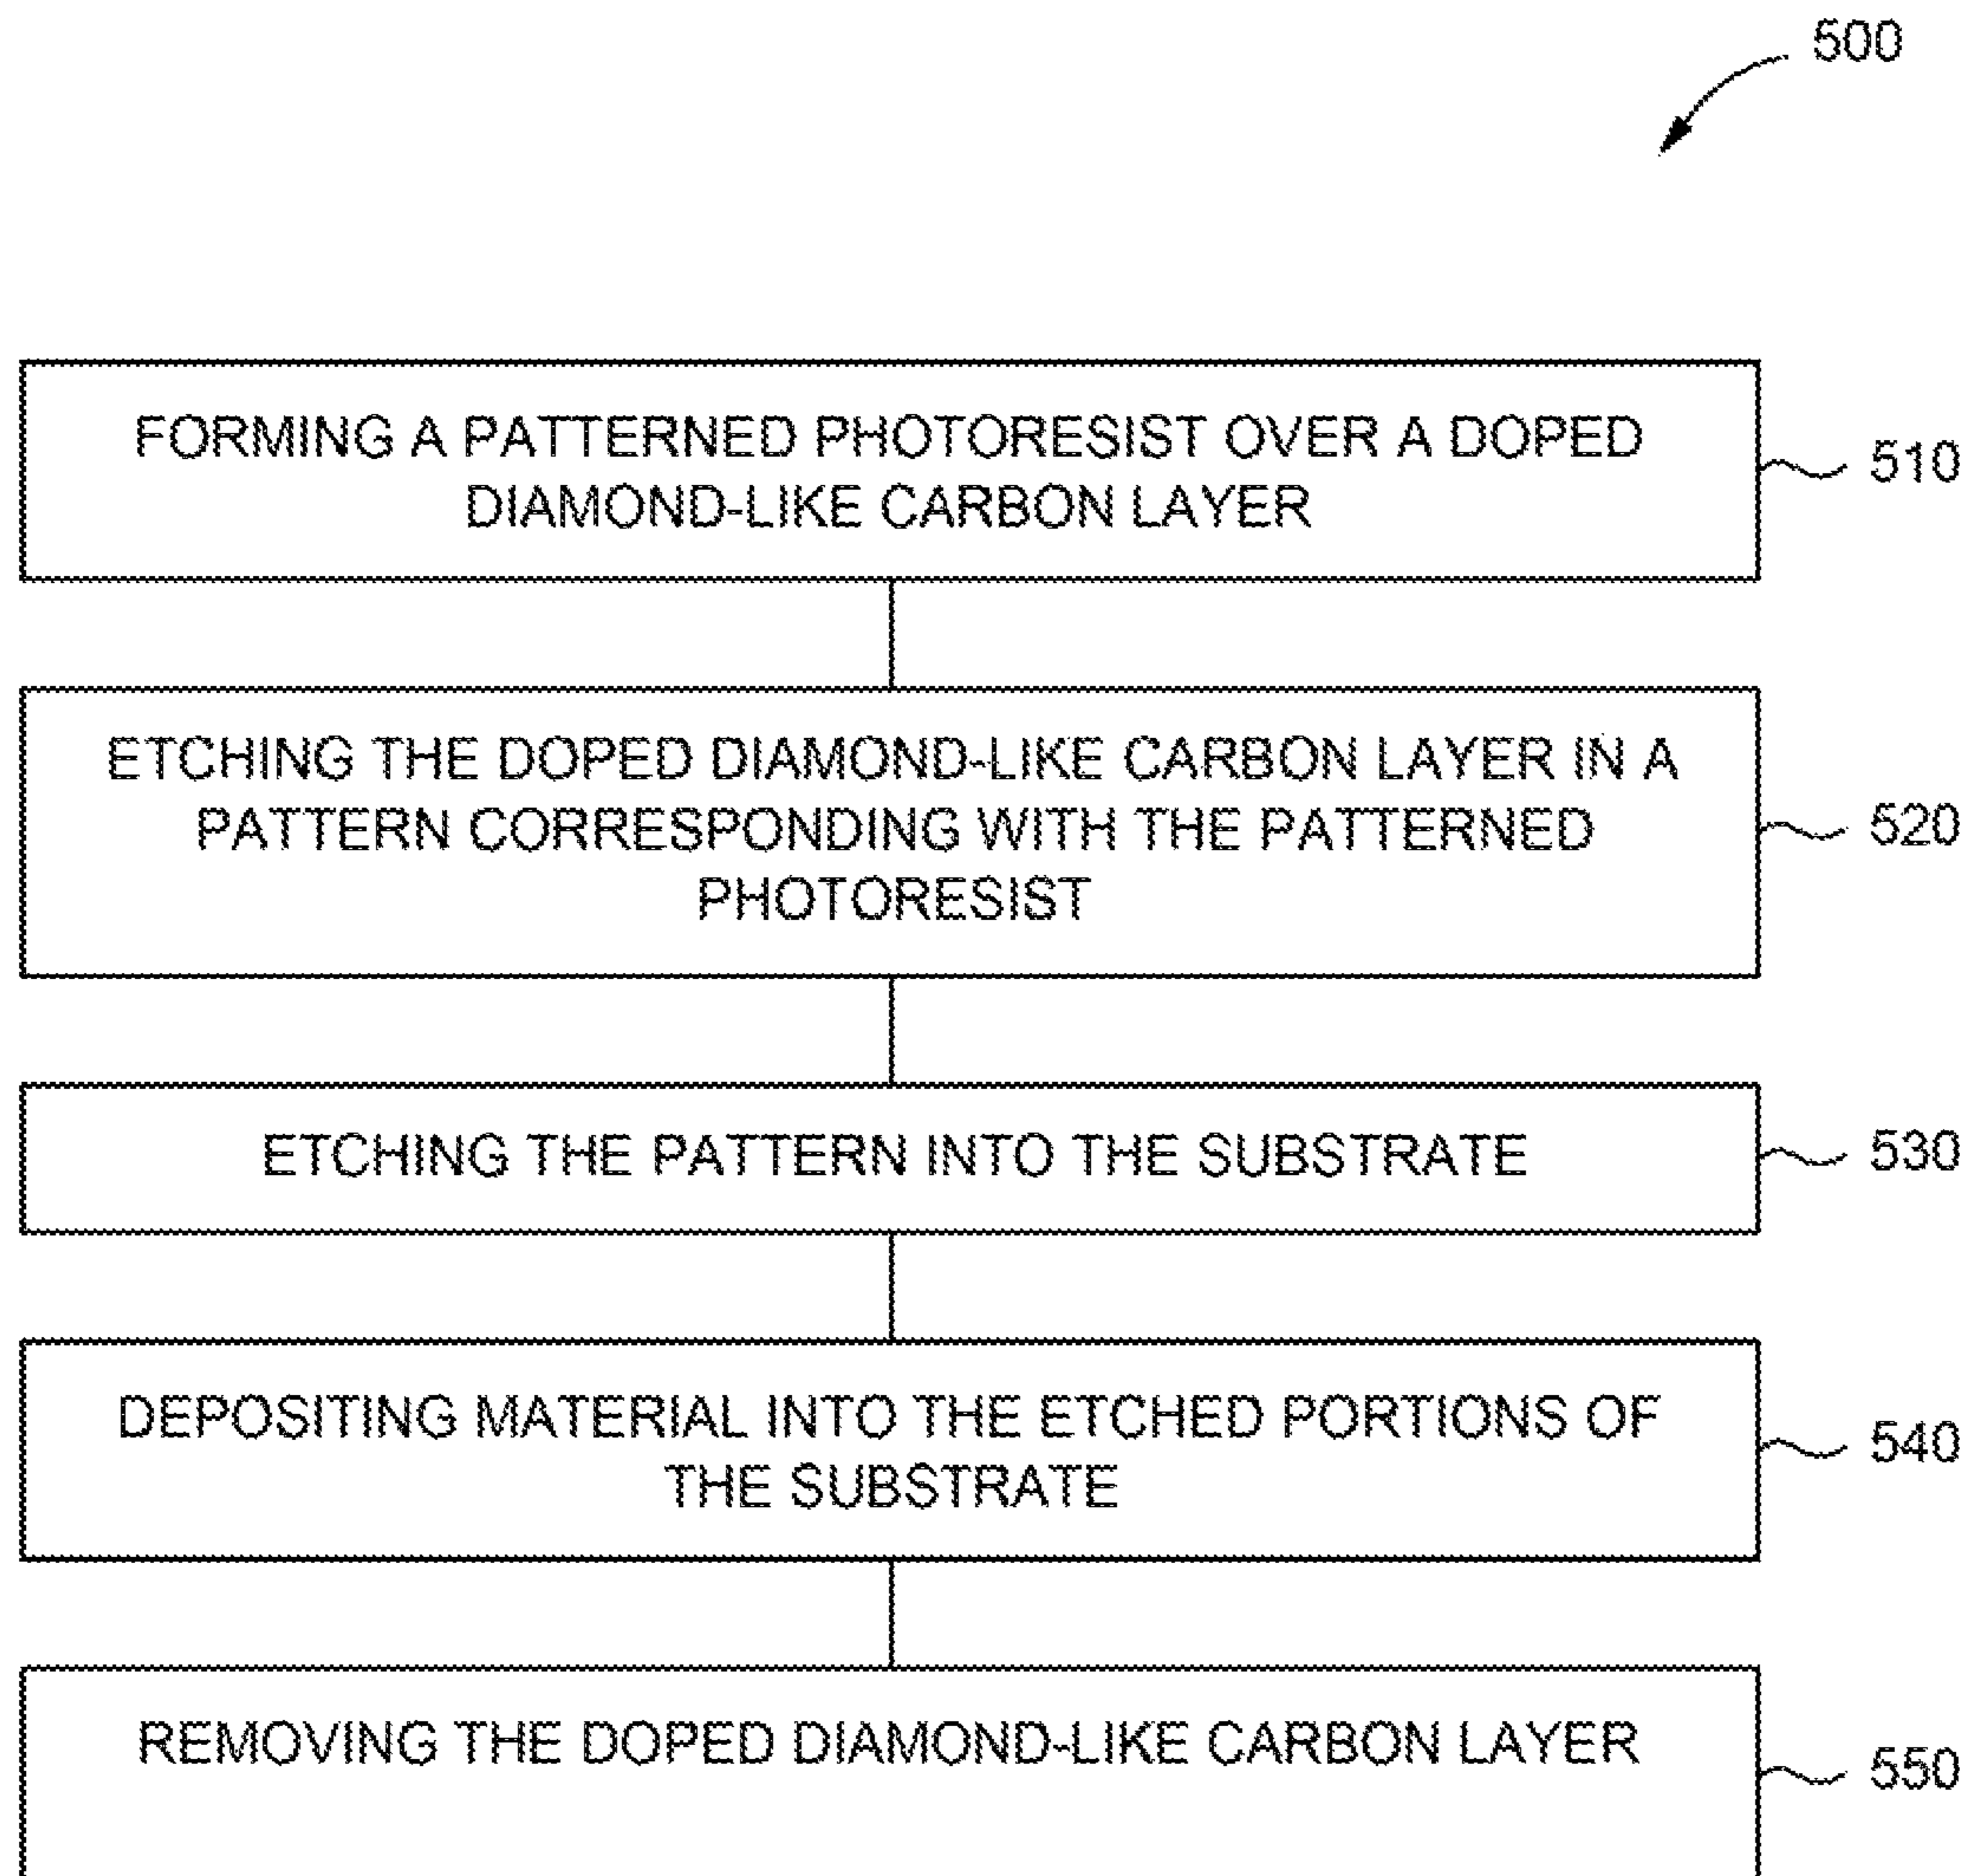 500
FORMING A PATTERNED PHOTORESIST OVER A DOPED
DIAMOND-LIKE CARBON LAYER
510
ETCHING THE DOPED DIAMOND-LIKE CARBON LAYER IN A
PATTERN CORRESPONDING WITH THE PATTERNED
PHOTORESIST
520
ETCHING THE PATTERN INTO THE SUBSTRATE
530
DEPOSITING MATERIAL INTO THE ETCHED PORTIONS OF
THE SUBSTRATE
540
REMOVING THE DOPED DIAMOND-LIKE CARBON LAYER
550